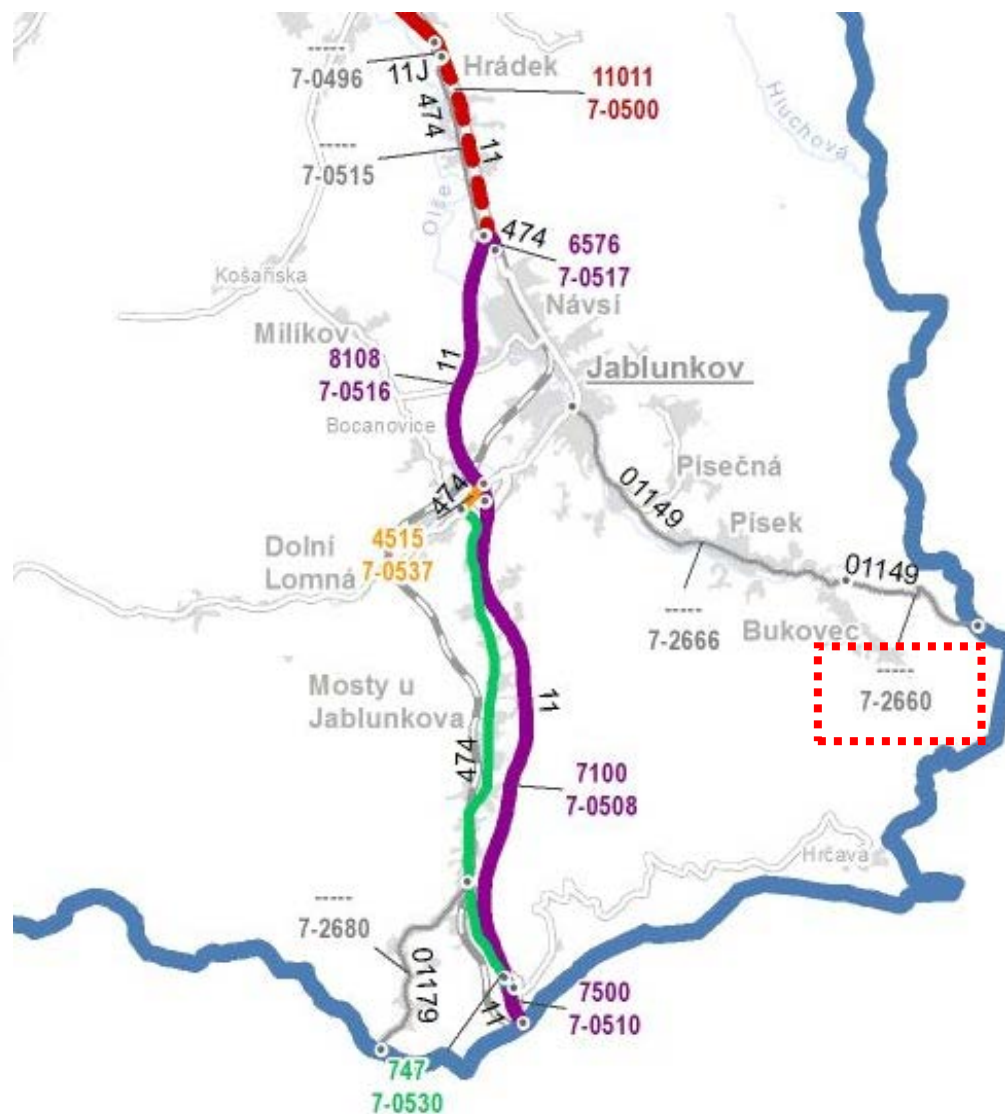 -----
7-0496
11J
Hrádek
11011
7-0500
474
11
-----
7-0515
Hluchová
Olše
474
6576
7-0517
Košařiska
Návsí
Milíkov
8108
7-0516
11
Jablunkov
Bocanovice
Písečná
01149
474
Písek
4515
7-0537
Dolní
Lomná
01149
-----
7-2666
Bukovec
-----
7-2660
Mosty u
Jablunkova
11
474
7100
7-0508
Hrčava
-----
7-2680
01179
11
7500
7-0510
747
7-0530